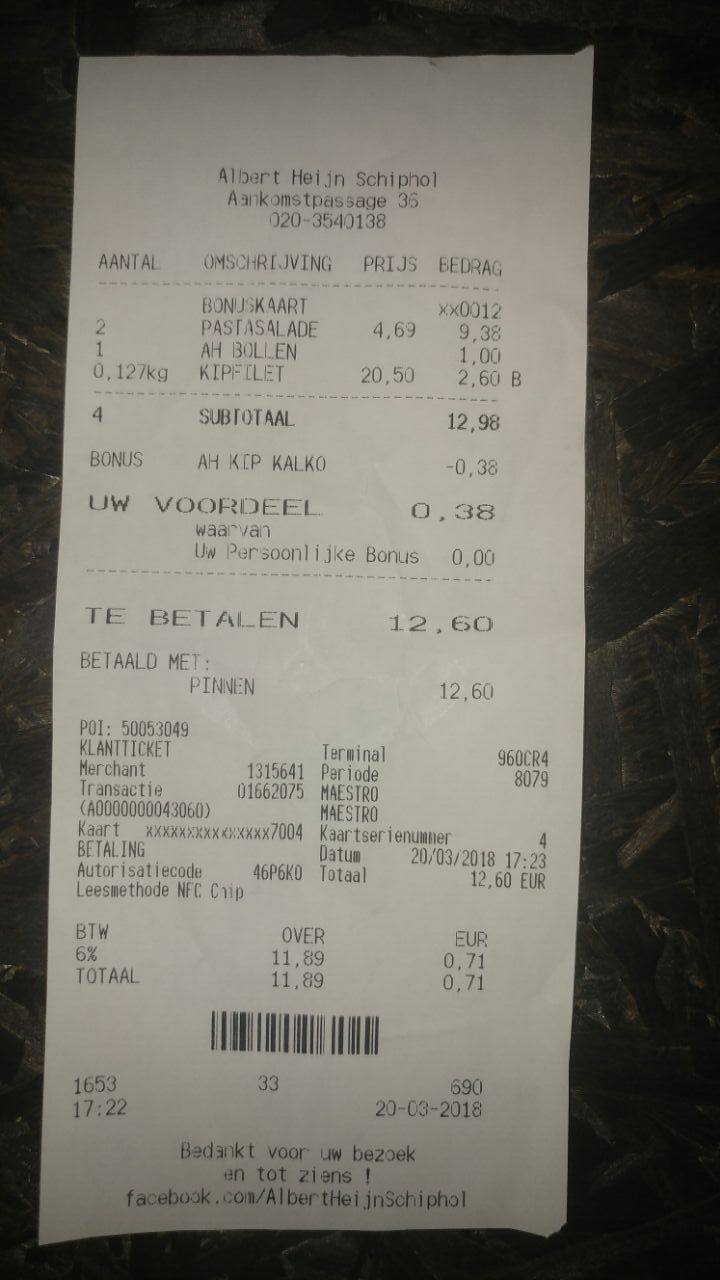 Albert Heijn Schiphol
Aankomstpassage 36
020-3540138
AANTAL OMSCHRIJVING PRIJS BEDRAG
BONUSKAART xx0012
2 PASTASALADE 4,69 9,38
1 AH BOLLEN 1,00
0,127kg KIPFILET 20,50 2,60 B
4 SUBTOTAAL 12,98
BONUS AH KIP KALKO -0,38
UW VOORDEEL 0,38
waarvan
Uw Persoonlijke Bonus 0,00
TE BETALEN 12,60
BETAALD MET:
PINNEN 12,60
POI: 50053049
KLANTTICKET Terminal 960CR4
Merchant 1315641 Periode 8079
Transactie 01662075 MAESTRO
(A0000000043060) MAESTRO
Kaart xxxxxxxxxxxxxxx7004 Kaartserienummer 4
BETALING Datum 20/03/2018 17:23
Autorisatiecode 46P6K0 Totaal 12,60 EUR
Leesmethode NFC Chip
BTW OVER EUR
6% 11,89 0,71
TOTAAL 11,89 0,71
1653 33 690
17:22 20-03-2018
Bedankt voor uw bezoek
en tot ziens !
facebook.com/AlbertHeijnSchiphol